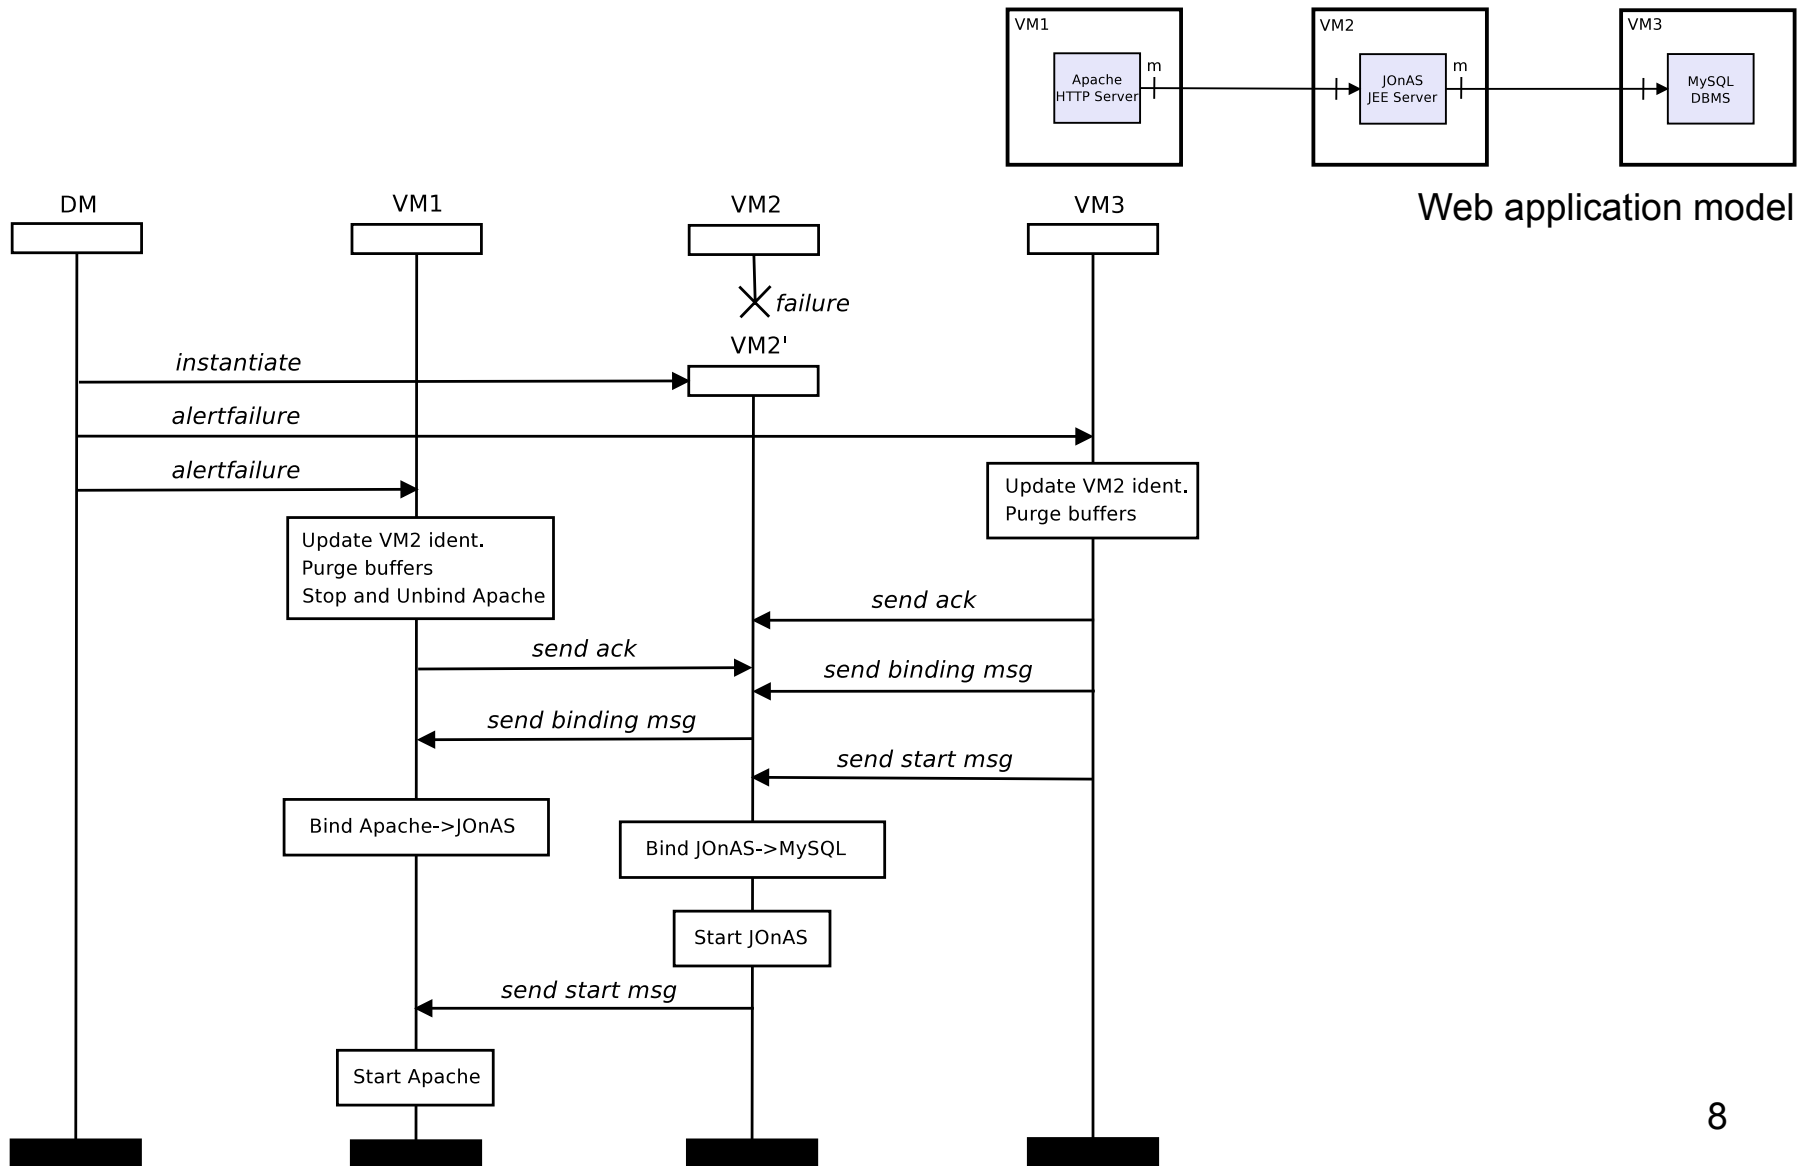 VM1
VM2
VM3
Apache
HTTP Server
m
JOnAS
JEE Server
m
MySQL
DBMS
Web application model
DM
VM1
VM2
VM3
failure
VM2'
instantiate
alertfailure
alertfailure
Update VM2 ident.
Purge buffers
Update VM2 ident.
Purge buffers
Stop and Unbind Apache
send ack
send ack
send binding msg
send binding msg
send start msg
Bind Apache->JOnAS
Bind JOnAS->MySQL
Start JOnAS
send start msg
Start Apache
8